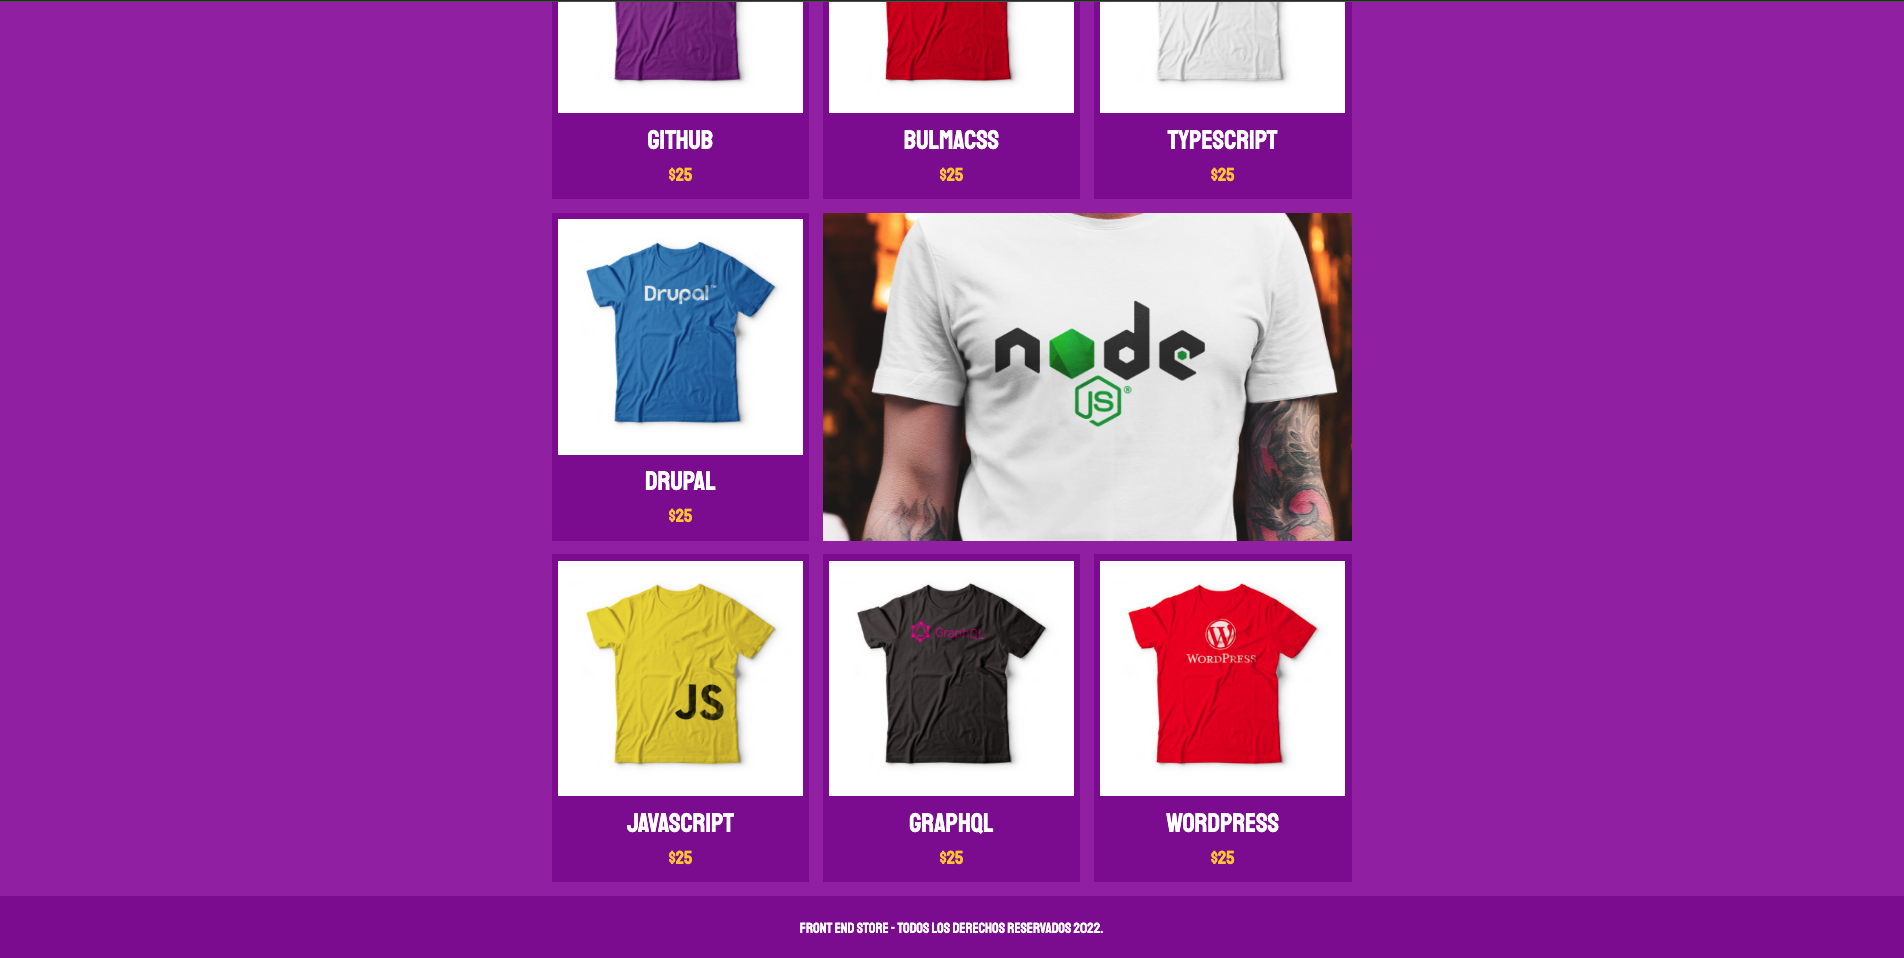 GITHUB
$25
BULMACSS
$25
TYPESCRIPT
$25
Drupal™
DRUPAL
$25
node
JS®
JS
JAVASCRIPT
$25
GraphQL
GRAPHQL
$25
W
WORDPRESS
WORDPRESS
$25
FRONT END STORE - TODOS LOS DERECHOS RESERVADOS 2022.